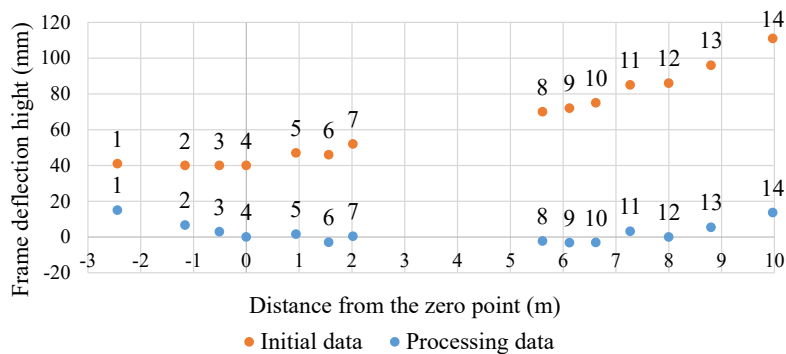 Frame deflection hight (mm)
120
100
80
60
40
20
0
-20
1 2 3 4 5 6 7 8 9 10 11 12 13 14
1 2 3 4 5 6 7 8 9 10 11 12 13 14
-3 -2 -1 0 1 2 3 4 5 6 7 8 9 10
Distance from the zero point (m)
Initial data Processing data